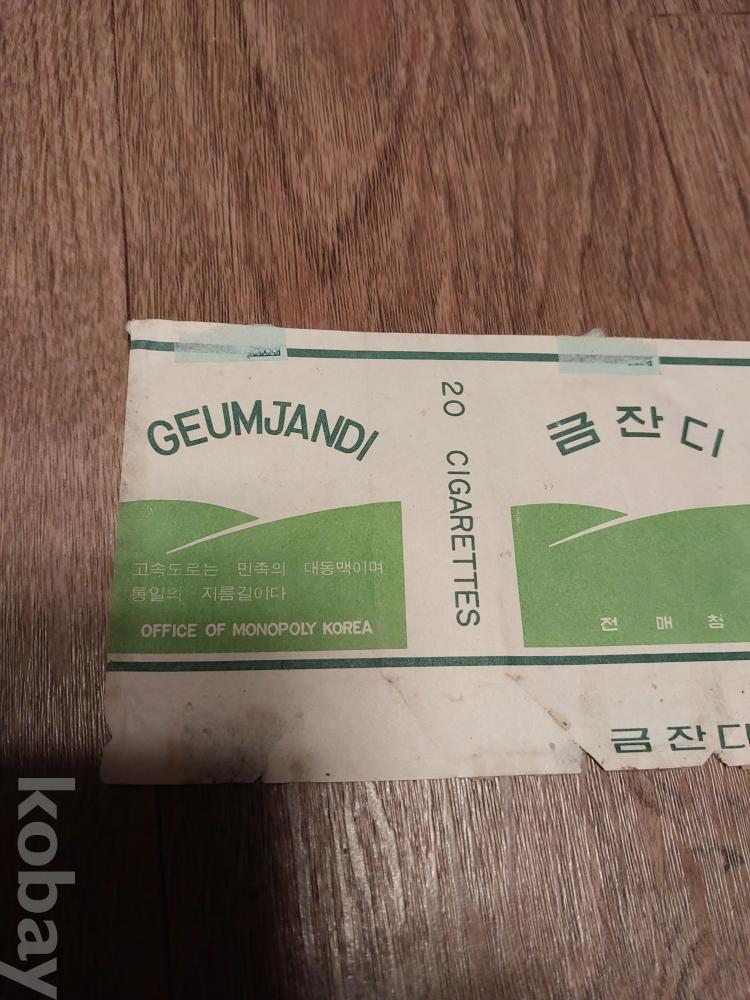 GEUMJANDI
고속도로는 민족의 대동맥이며
통일의 지름길이다
OFFICE OF MONOPOLY KOREA
20 CIGARETTES
금잔디
전매청
금잔디
kobay